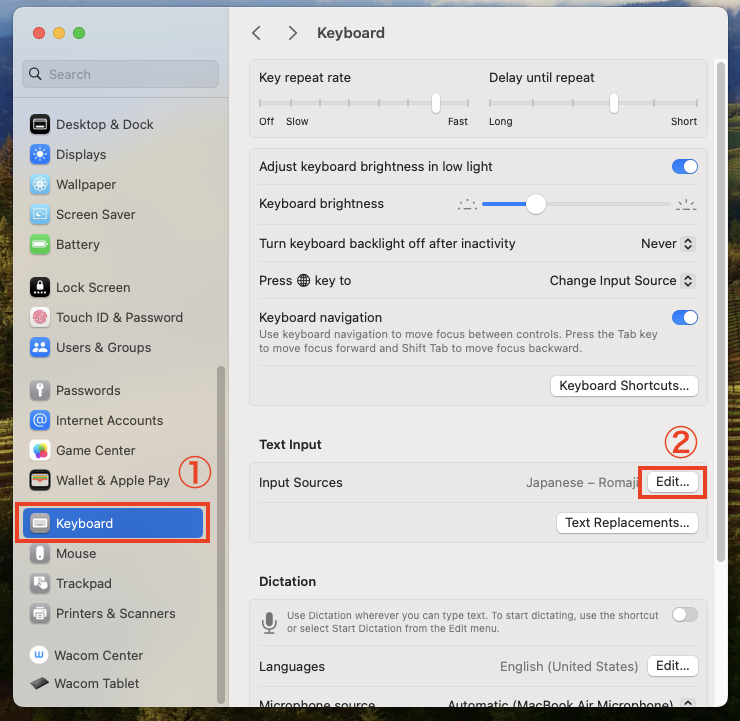 Keyboard
Search
Desktop & Dock
Displays
Wallpaper
Screen Saver
Battery
Lock Screen
Touch ID & Password
Users & Groups
Passwords
Internet Accounts
Game Center
Wallet & Apple Pay
①
Keyboard
Mouse
Trackpad
Printers & Scanners
Wacom Center
Wacom Tablet
Key repeat rate
Delay until repeat
Off Slow Fast
Long Short
Adjust keyboard brightness in low light
Keyboard brightness
Turn keyboard backlight off after inactivity Never
Press 🌐 key to Change Input Source
Keyboard navigation
Use keyboard navigation to move focus between controls. Press the Tab key
to move focus forward and Shift Tab to move focus backward.
Keyboard Shortcuts...
Text Input
②
Input Sources Japanese – Romaji Edit...
Text Replacements...
Dictation
Use Dictation wherever you can type text. To start dictating, use the shortcut
or select Start Dictation from the Edit menu.
Languages English (United States) Edit...
Microphone source Automatic (MacBook Air Microphone)